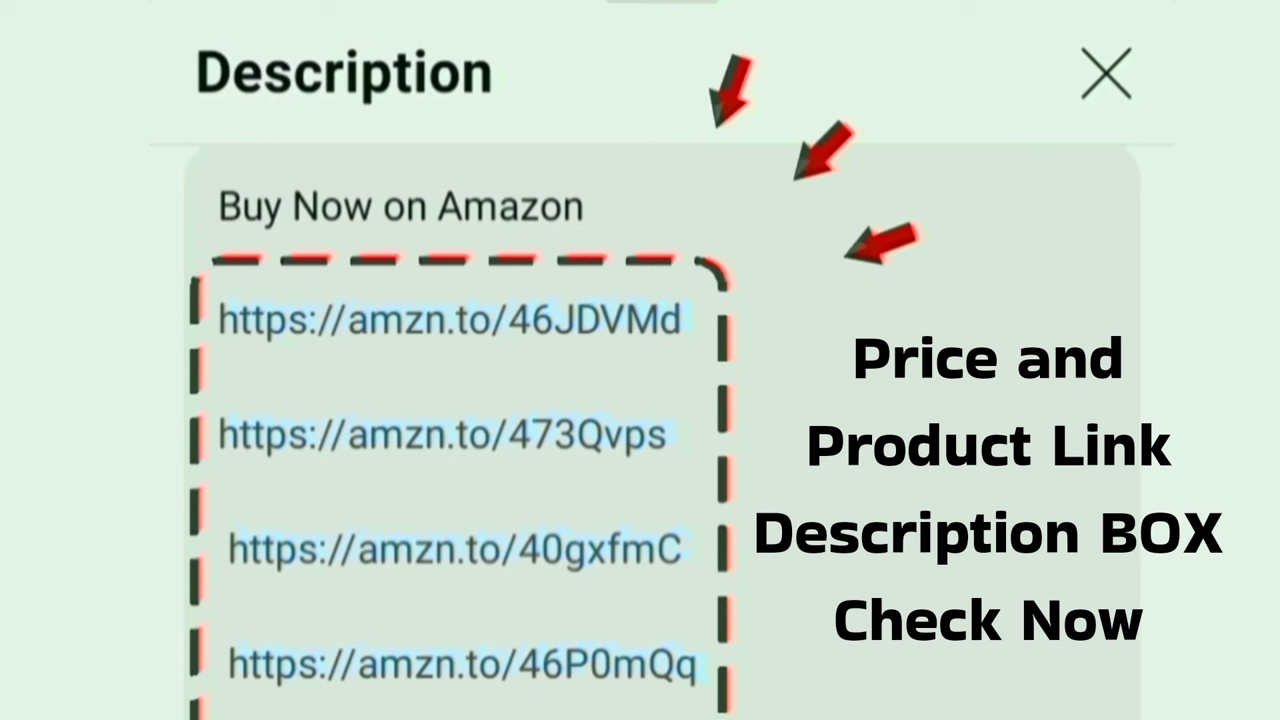 Description
Buy Now on Amazon
https://amzn.to/46JDVMd
https://amzn.to/473Qvps
https://amzn.to/40gxfmC
https://amzn.to/46P0mQq
Price and
Product Link
Description BOX
Check Now